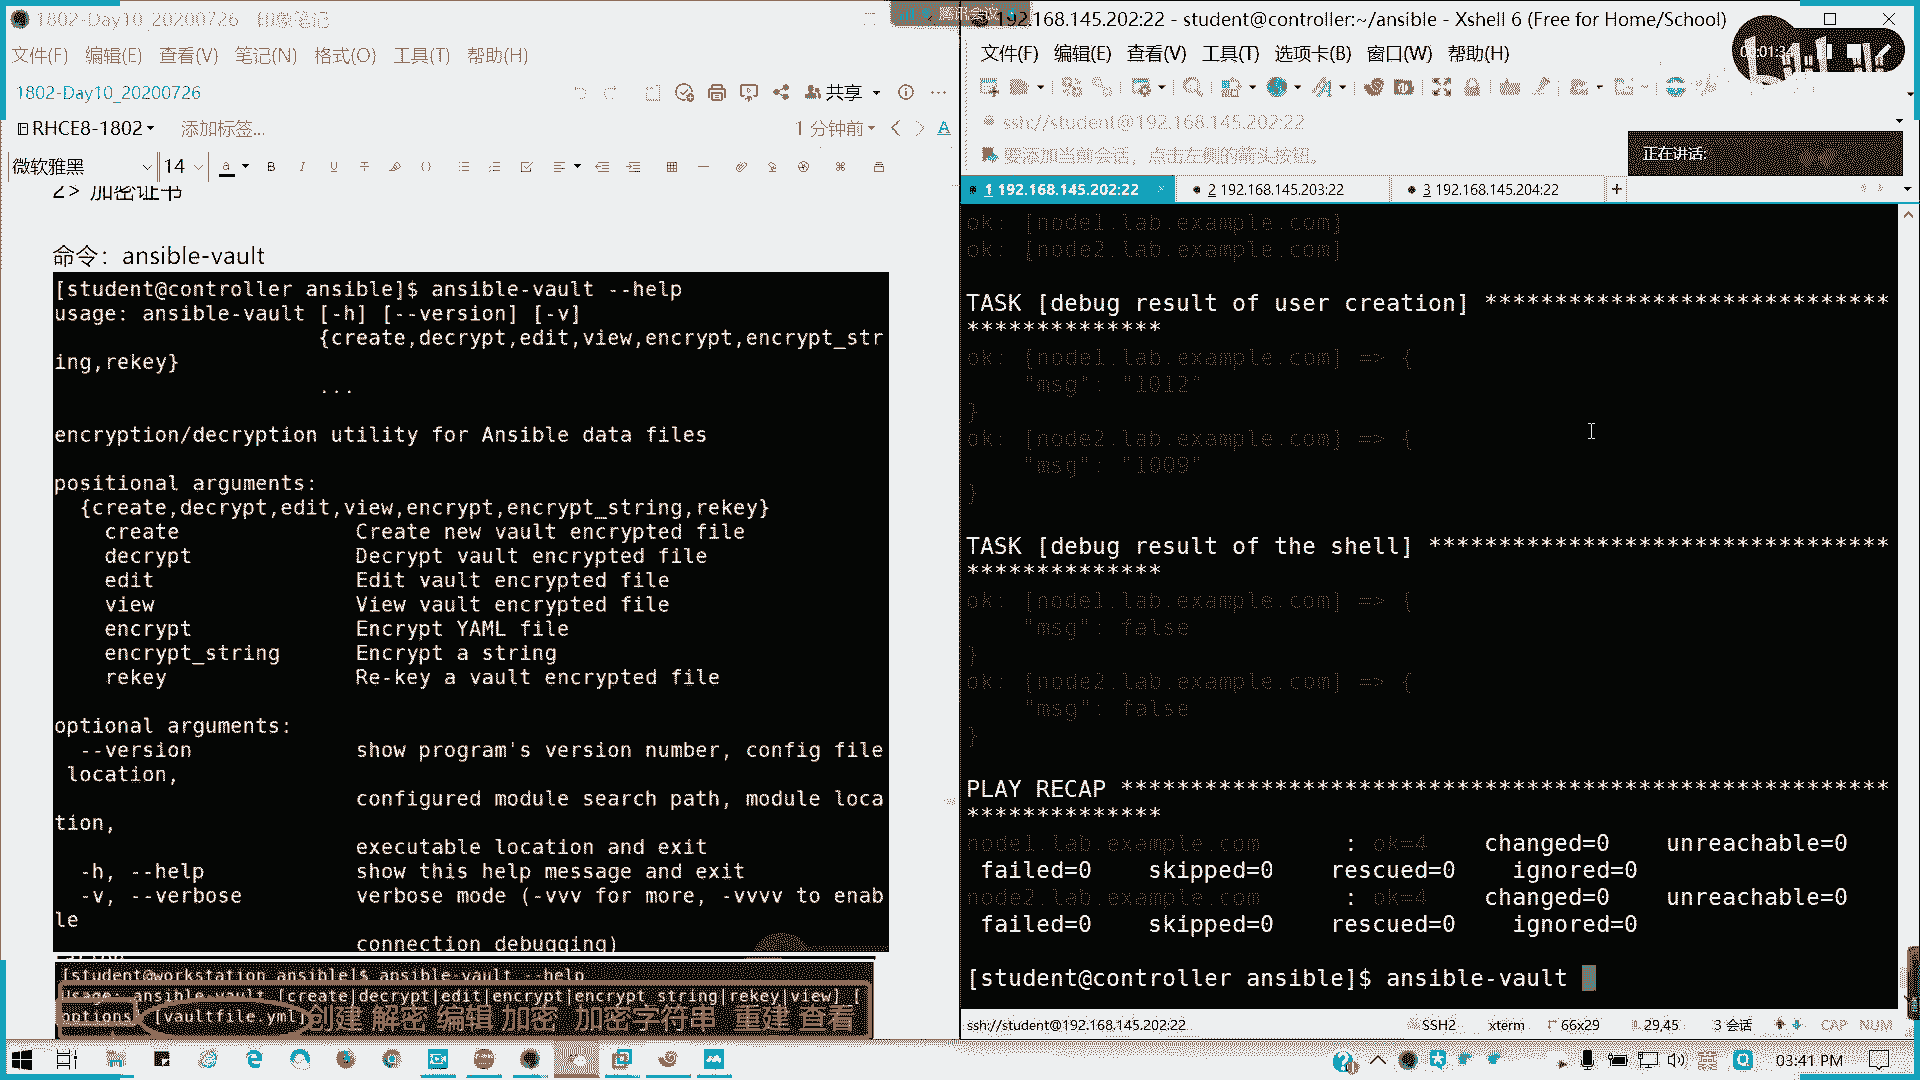 1802-Day10_20200726 - 印象笔记
文件(F) 编辑(E) 查看(V) 笔记(N) 格式(O) 工具(T) 帮助(H)
1802-Day10_20200726
共享
RHCE8-1802
添加标签...
1 分钟前
微软雅黑 14
2> 加密证书
命令：ansible-vault
[student@controller ansible]$ ansible-vault --help
usage: ansible-vault [-h] [--version] [-v]
{create,decrypt,edit,view,encrypt,encrypt_str
ing,rekey}
...
encryption/decryption utility for Ansible data files
positional arguments:
{create,decrypt,edit,view,encrypt,encrypt_string,rekey}
create Create new vault encrypted file
decrypt Decrypt vault encrypted file
edit Edit vault encrypted file
view View vault encrypted file
encrypt Encrypt YAML file
encrypt_string Encrypt a string
rekey Re-key a vault encrypted file
optional arguments:
--version show program's version number, config file
location,
configured module search path, module loca
tion,
executable location and exit
-h, --help show this help message and exit
-v, --verbose verbose mode (-vvv for more, -vvvv to enab
le
connection debugging)
[student@workstation ansible]$ ansible-vault --help
Usage: ansible-vault [create|decrypt|edit|encrypt|encrypt_string|rekey|view] [
options] [vaultfile.yml]
创建 解密 编辑 加密 加密字符串 重建 查看
腾讯会议
192.168.145.202:22 - student@controller:~/ansible - Xshell 6 (Free for Home/School)
文件(F) 编辑(E) 查看(V) 工具(T) 选项卡(B) 窗口(W) 帮助(H)
ssh://student@192.168.145.202:22
要添加当前会话，点击左侧的箭头按钮。
正在讲话:
1 192.168.145.202:22 × 2 192.168.145.203:22 3 192.168.145.204:22 +
ok: [node1.lab.example.com]
ok: [node2.lab.example.com]
TASK [debug result of user creation] *****************************
**************
ok: [node1.lab.example.com] => {
"msg": "1012"
}
ok: [node2.lab.example.com] => {
"msg": "1009"
}
TASK [debug result of the shell] *********************************
**************
ok: [node1.lab.example.com] => {
"msg": false
}
ok: [node2.lab.example.com] => {
"msg": false
}
PLAY RECAP *******************************************************
**************
node1.lab.example.com : ok=4 changed=0 unreachable=0
failed=0 skipped=0 rescued=0 ignored=0
node2.lab.example.com : ok=4 changed=0 unreachable=0
failed=0 skipped=0 rescued=0 ignored=0
[student@controller ansible]$ ansible-vault
ssh://student@192.168.145.202:22 SSH2 xterm 66x29 29,45 3 会话 CAP NUM
03:41 PM